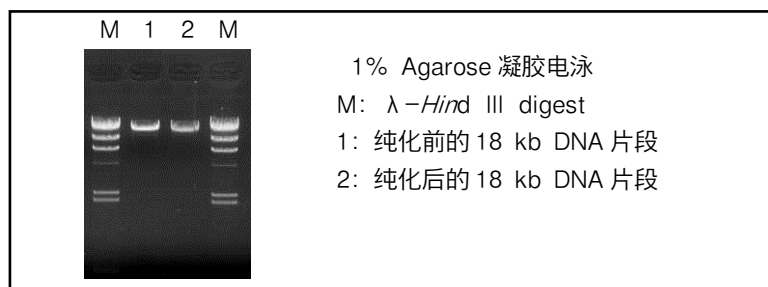 M 1 2 M
1% Agarose 凝胶电泳
M: λ-Hind Ⅲ digest
1: 纯化前的 18 kb DNA 片段
2: 纯化后的 18 kb DNA 片段